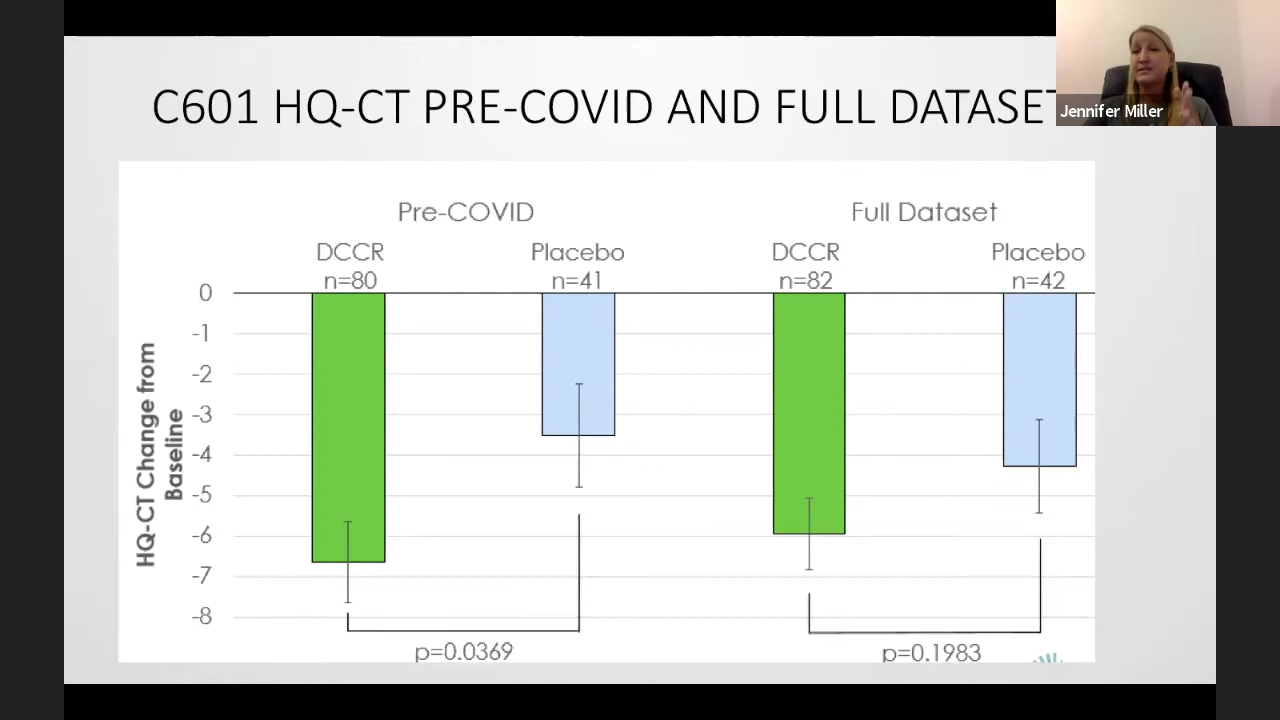 C601 HQ-CT PRE-COVID AND FULL DATASET
Jennifer Miller
Pre-COVID
Full Dataset
DCCR
n=80
Placebo
n=41
DCCR
n=82
Placebo
n=42
HQ-CT Change from
Baseline
0
-1
-2
-3
-4
-5
-6
-7
-8
p=0.0369
p=0.1983